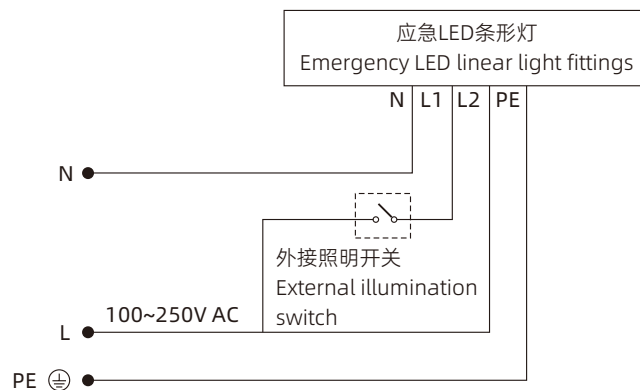 应急LED条形灯
Emergency LED linear light fittings
N L1 L2 PE
N
外接照明开关
External illumination
switch
100~250V AC
L
PE